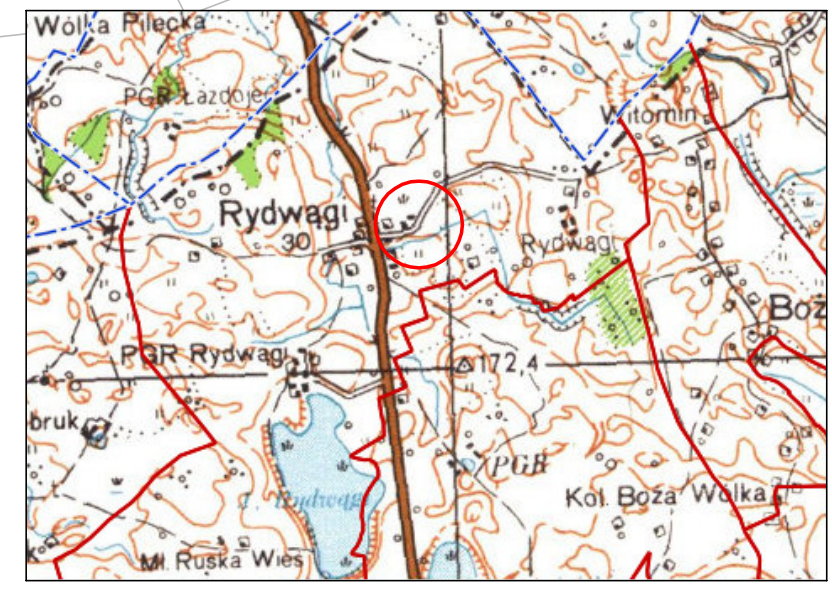 Wólka Pilecka
PGR Łazdoje
Witomin
Rydwągi
30
Rydwągi
Boż
PGR Rydwągi
172,4
bruk
PGR
J. Rydwągi
Kol. Boża Wólka
Mł. Ruska Wieś